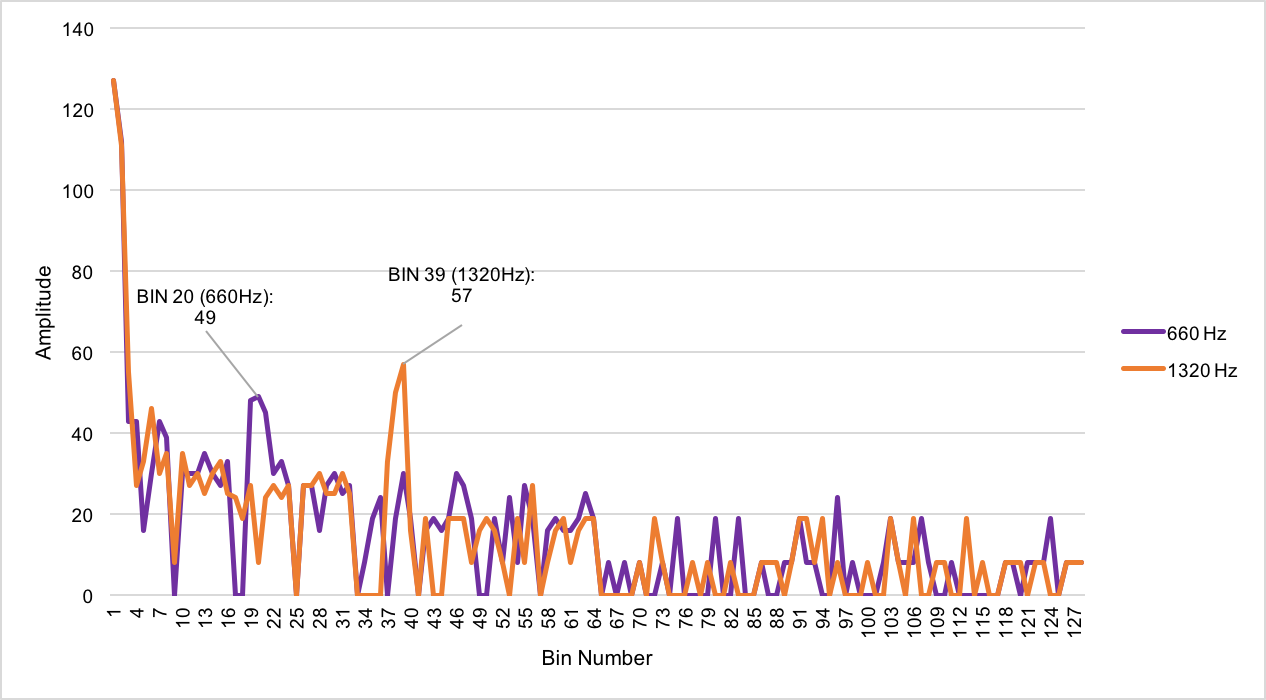 140
120
100
80
60
40
20
0
Amplitude
BIN 20 (660Hz):
49
BIN 39 (1320Hz):
57
660 Hz
1320 Hz
1 4 7 10 13 16 19 22 25 28 31 34 37 40 43 46 49 52 55 58 61 64 67 70 73 76 79 82 85 88 91 94 97 100 103 106 109 112 115 118 121 124 127
Bin Number